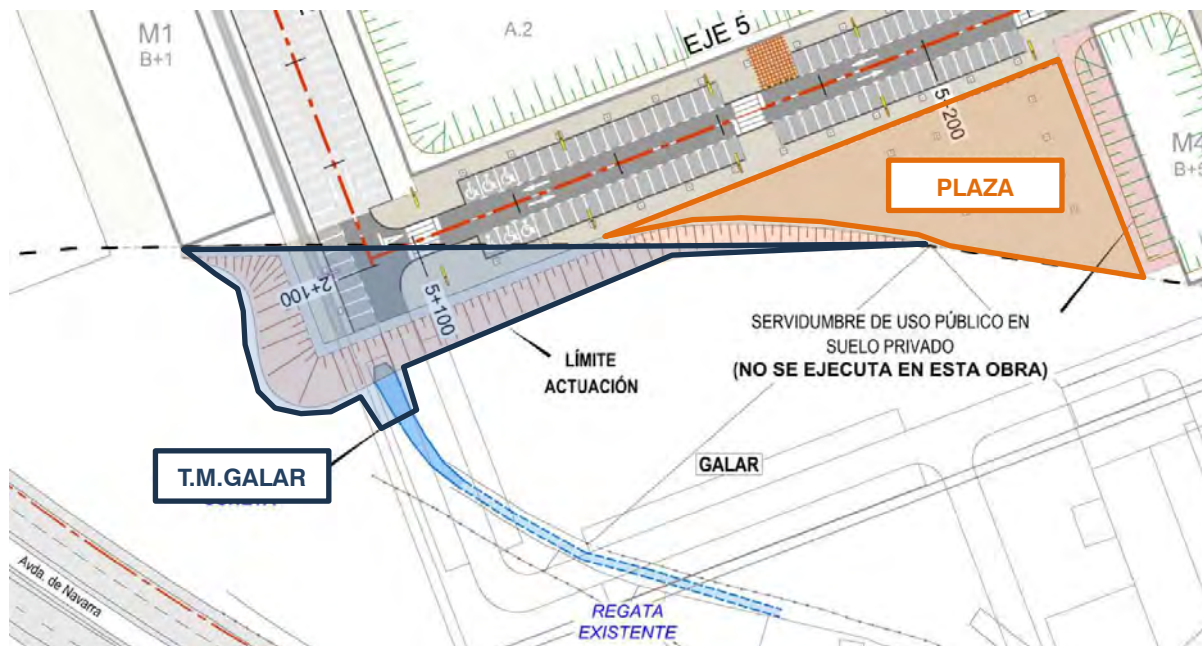 M1
B+1
A.2
EJE 5
5+200
M4
PLAZA
2+100
5+100
SERVIDUMBRE DE USO PÚBLICO EN
SUELO PRIVADO
(NO SE EJECUTA EN ESTA OBRA)
LÍMITE
ACTUACIÓN
T.M.GALAR
GALAR
Avda. de Navarra
REGATA
EXISTENTE